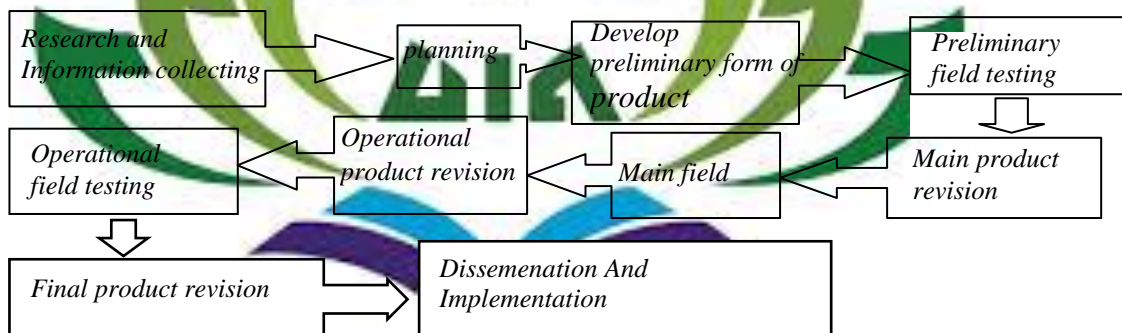 Research and
Information collecting
planning
Develop
preliminary form of
product
Preliminary
field testing
Main product
revision
Main field
Operational
product revision
Operational
field testing
Final product revision
Dissemenation And
Implementation